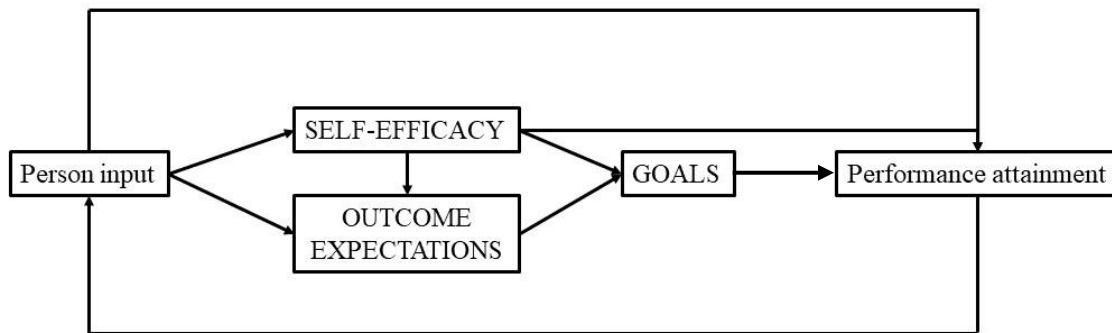 SELF-EFFICACY
Person input
GOALS
Performance attainment
OUTCOME
EXPECTATIONS